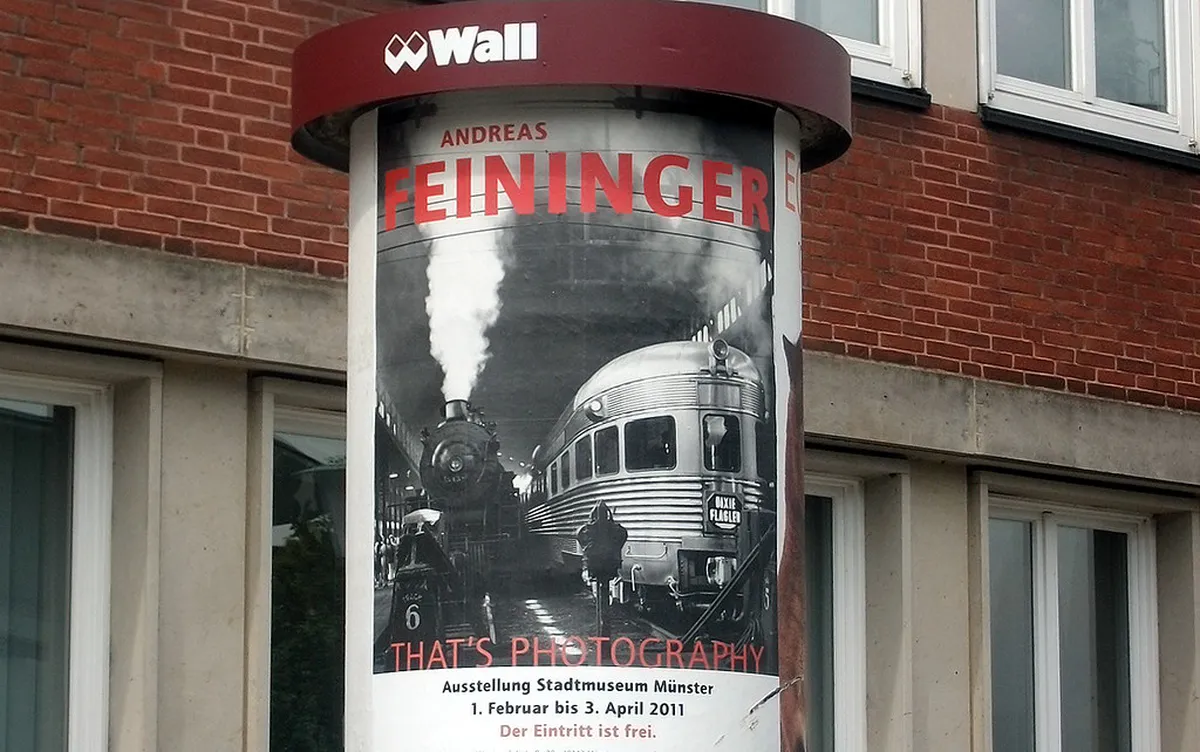 Wall
ANDREAS
FEININGER
E
DIXIE
FLAGLER
6
5
THAT'S PHOTOGRAPHY
Ausstellung Stadtmuseum Münster
1. Februar bis 3. April 2011
Der Eintritt ist frei.